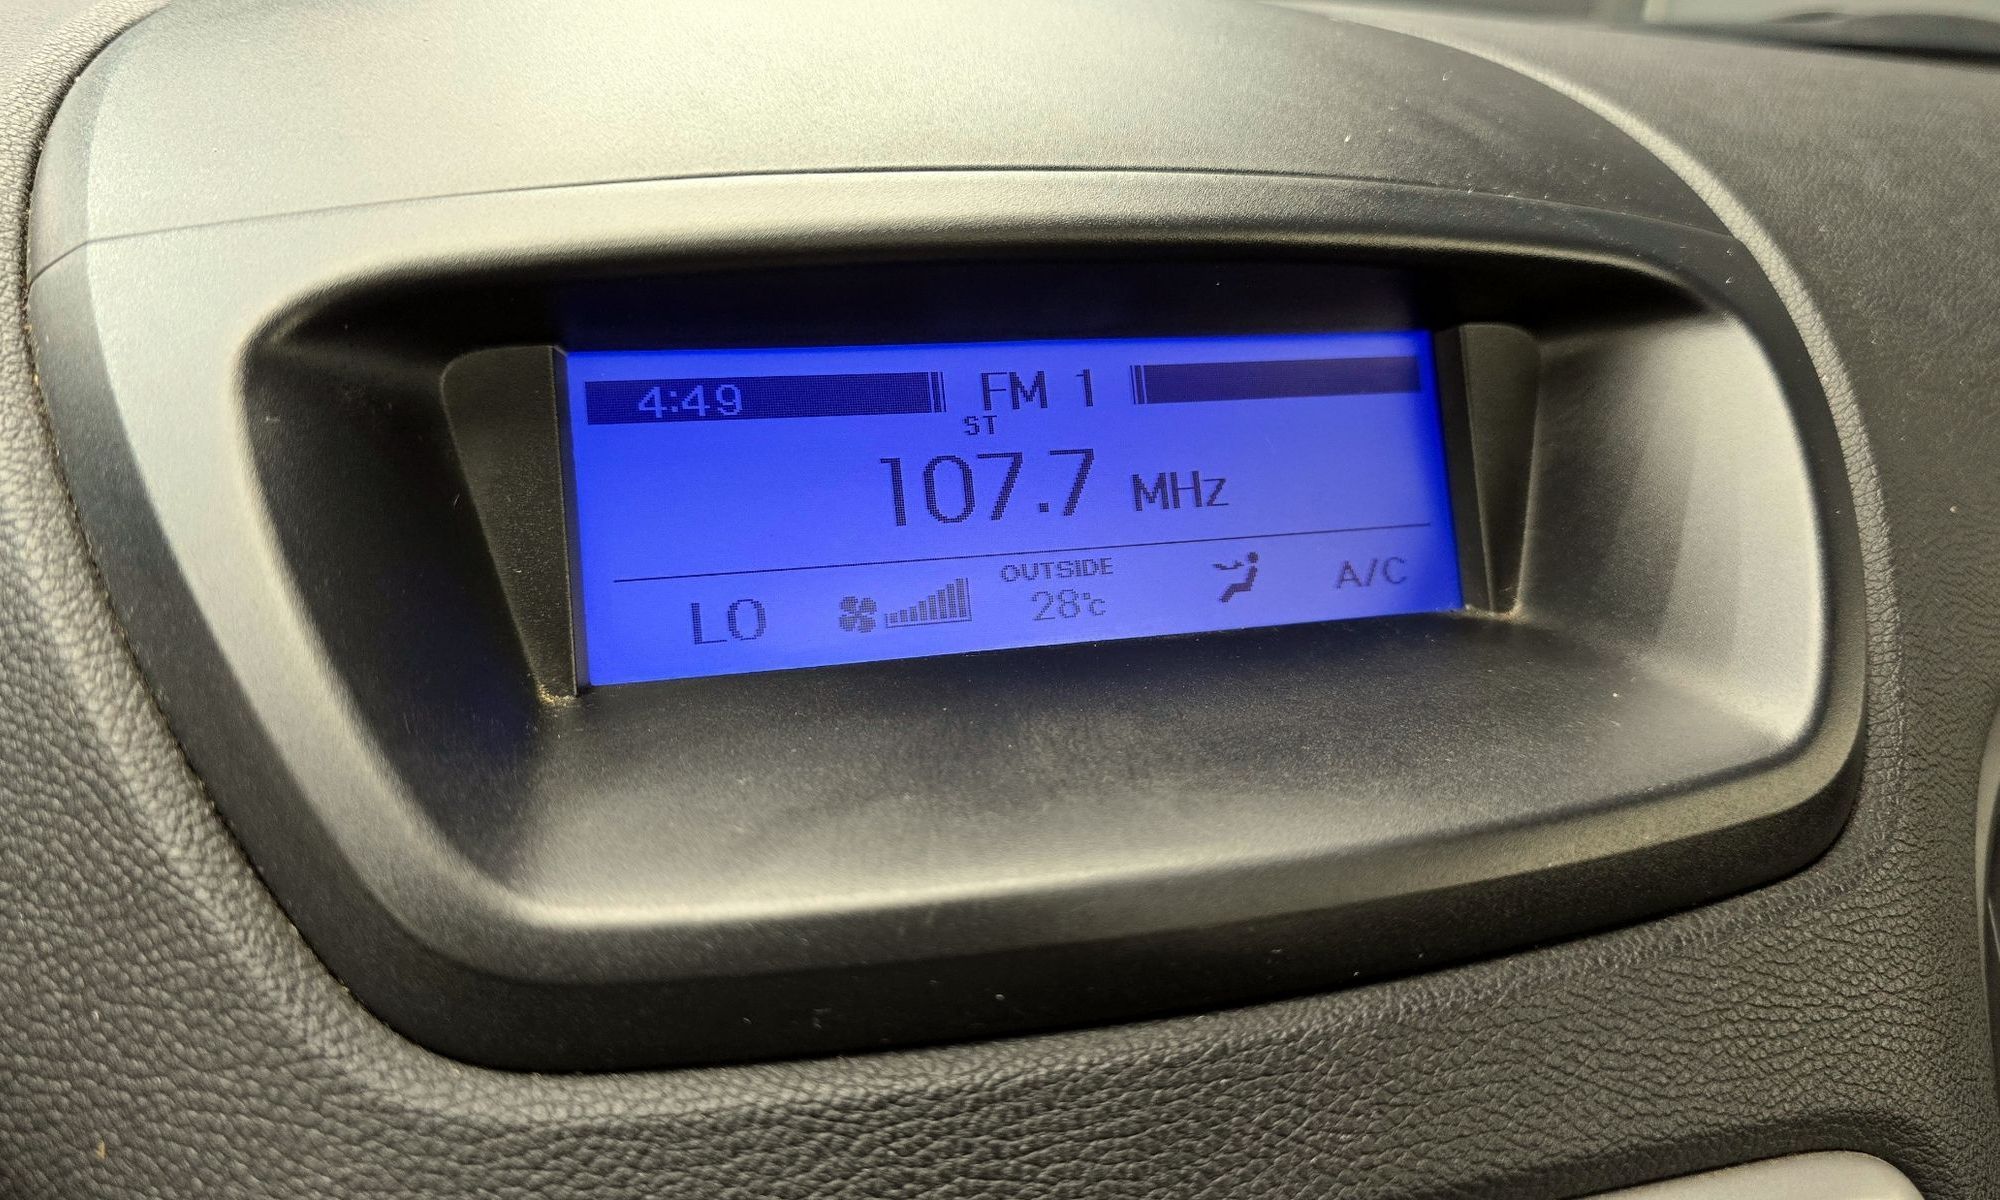 4:49 FM 1
ST
107.7 MHz
OUTSIDE
LO 28°C A/C